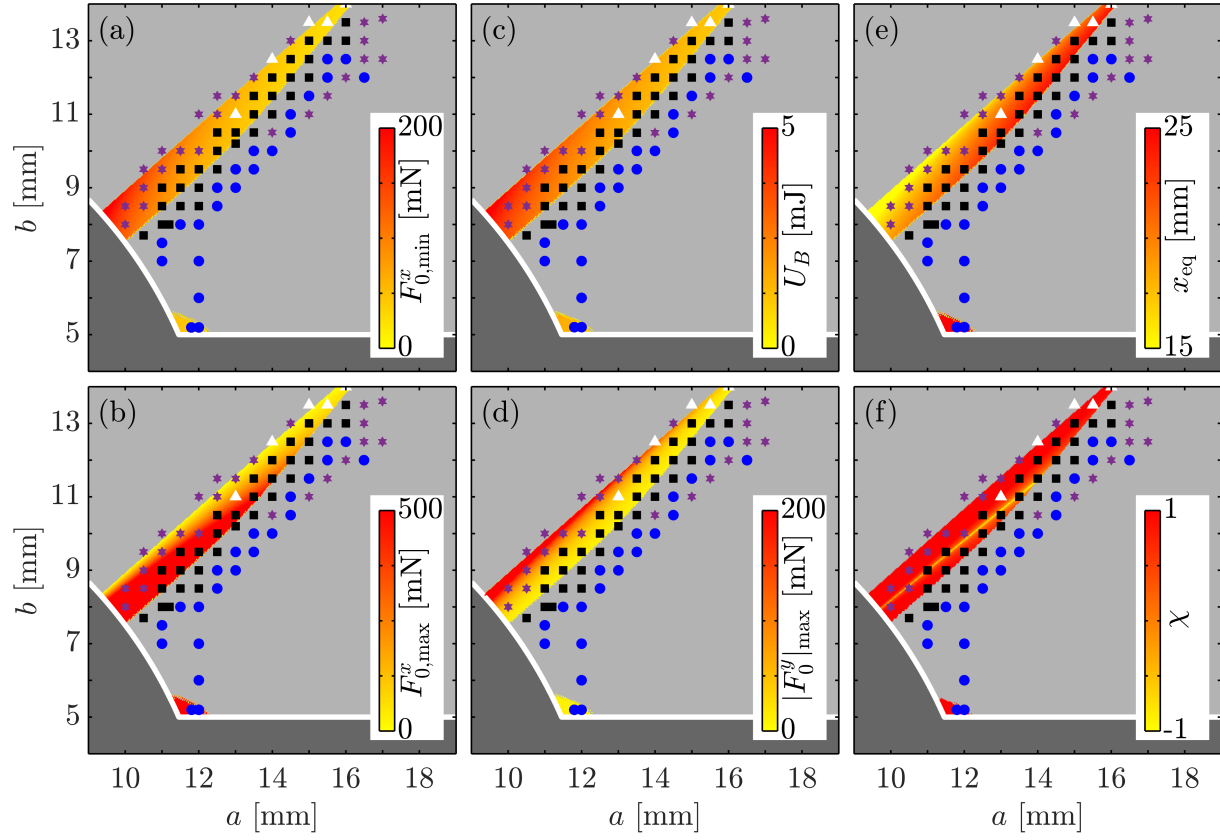 (a) (c) (e)
13
11
9
7
5
b [mm]
200
0
F^x_{0,min} [mN]
5
0
U_B [mJ]
25
15
x_eq [mm]
(b) (d) (f)
13
11
9
7
5
b [mm]
500
0
F^x_{0,max} [mN]
200
0
|F^y_0|_max [mN]
1
-1
χ
10 12 14 16 18
10 12 14 16 18
10 12 14 16 18
a [mm] a [mm] a [mm]